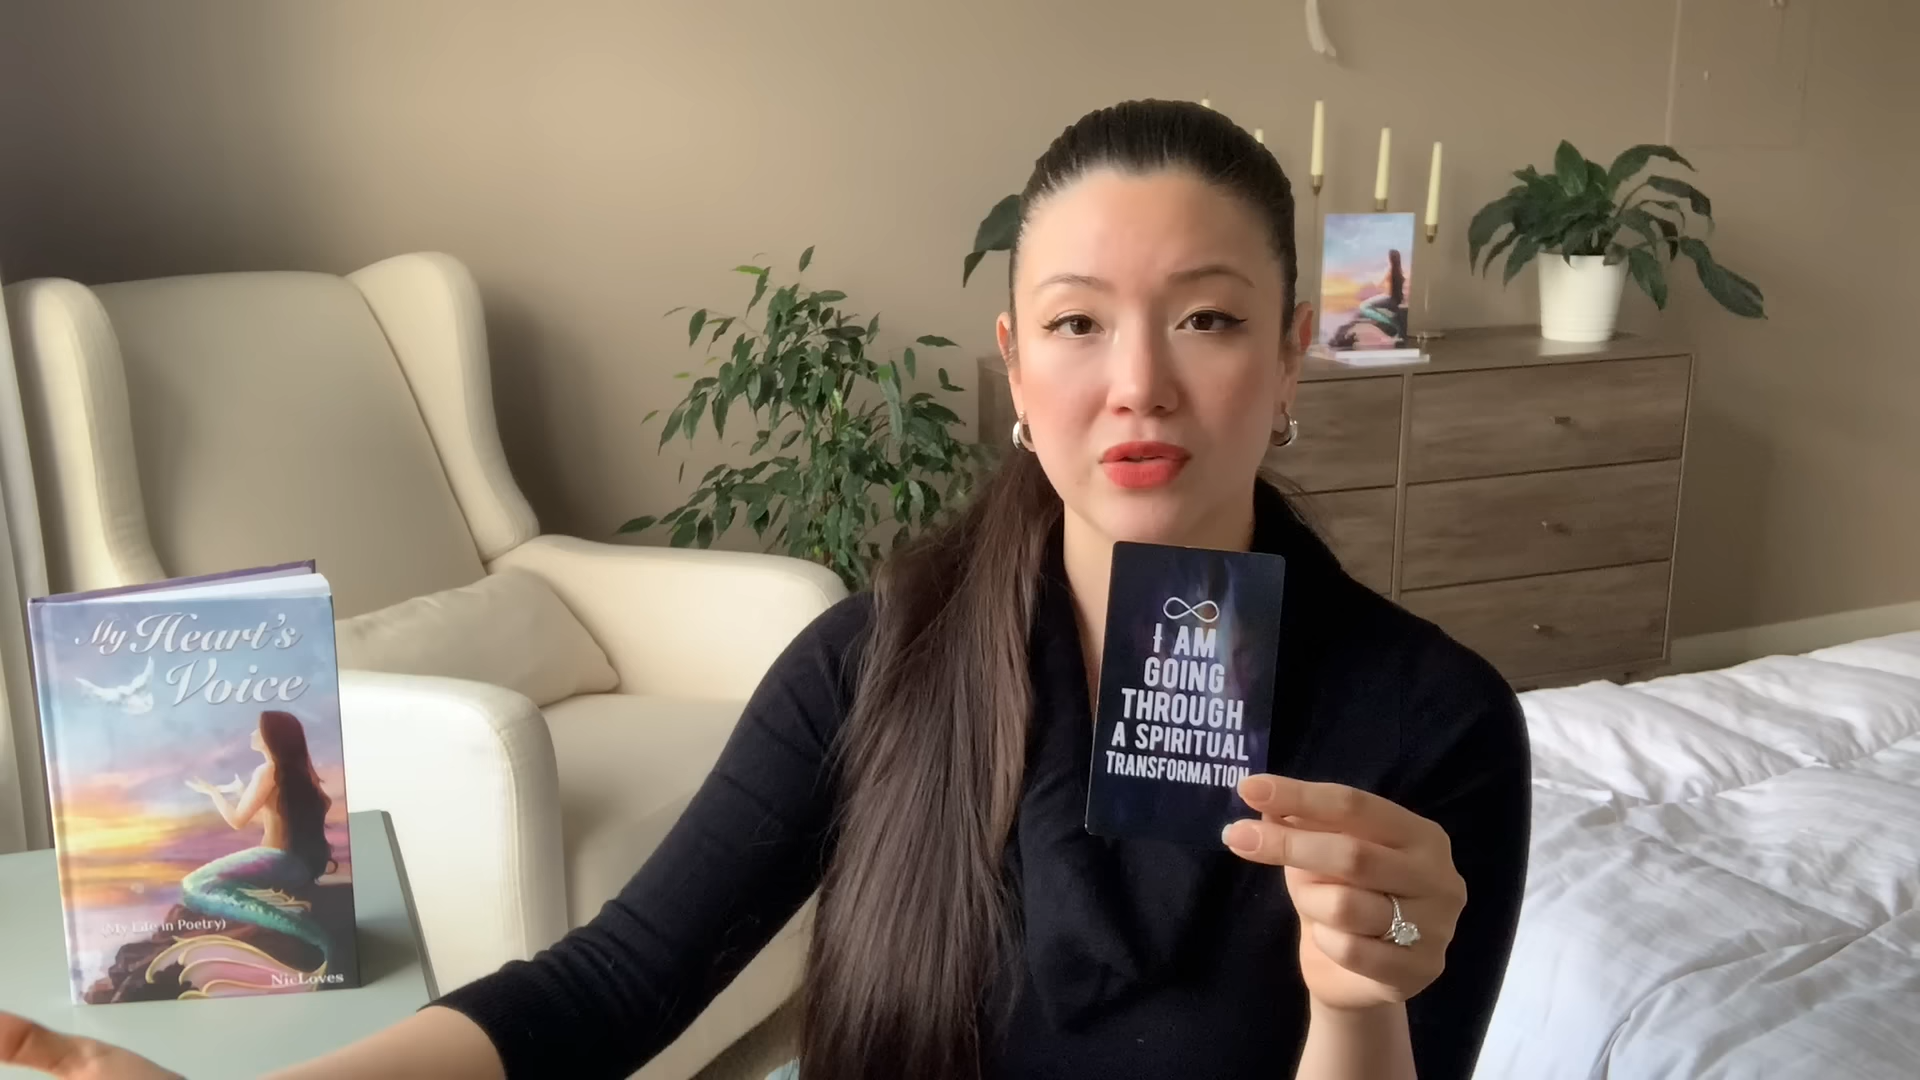 My Heart's
Voice
(My Life in Poetry)
NicLoves
I AM
GOING
THROUGH
A SPIRITUAL
TRANSFORMATION